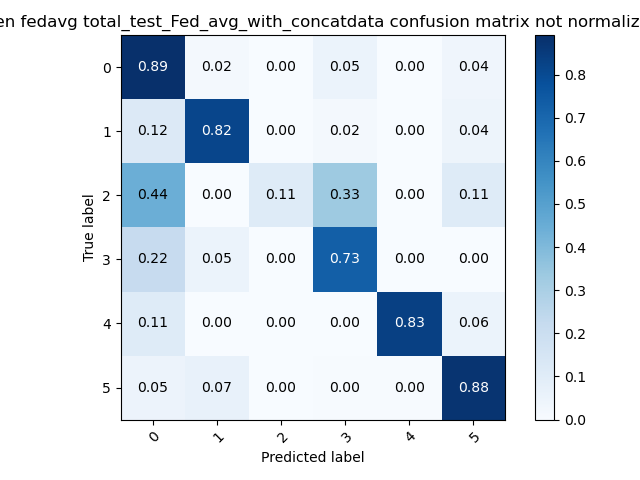 en fedavg total_test_Fed_avg_with_concatdata confusion matrix not normaliz
0 0.89 0.02 0.00 0.05 0.00 0.04
1 0.12 0.82 0.00 0.02 0.00 0.04
2 0.44 0.00 0.11 0.33 0.00 0.11
3 0.22 0.05 0.00 0.73 0.00 0.00
4 0.11 0.00 0.00 0.00 0.83 0.06
5 0.05 0.07 0.00 0.00 0.00 0.88
0 1 2 3 4 5
True label
Predicted label
0.8
0.7
0.6
0.5
0.4
0.3
0.2
0.1
0.0